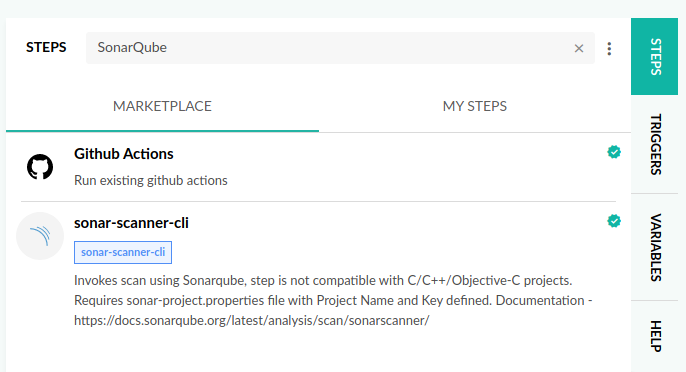 STEPS
SonarQube
MARKETPLACE
MY STEPS
Github Actions
Run existing github actions
sonar-scanner-cli
sonar-scanner-cli
Invokes scan using Sonarqube, step is not compatible with C/C++/Objective-C projects.
Requires sonar-project.properties file with Project Name and Key defined. Documentation -
https://docs.sonarqube.org/latest/analysis/scan/sonarscanner/
STEPS
TRIGGERS
VARIABLES
HELP